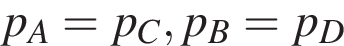 p_A = p_C, p_B = p_D